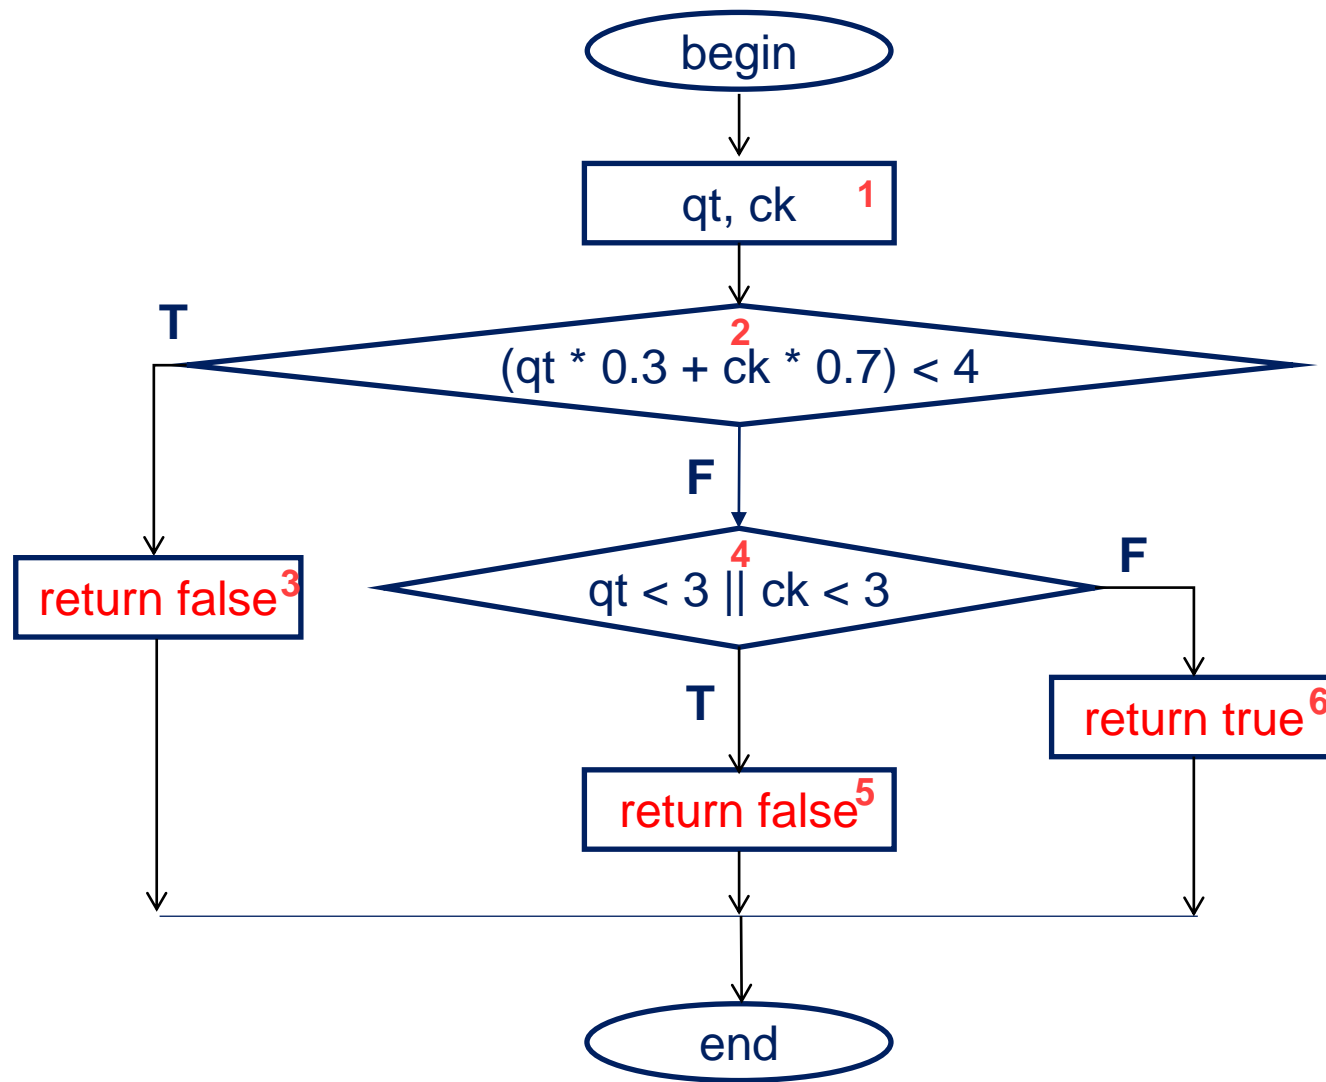 begin
qt, ck 1
T
2
(qt * 0.3 + ck * 0.7) < 4
F
4
qt < 3 || ck < 3
F
return false 3
T
return true 6
return false 5
end